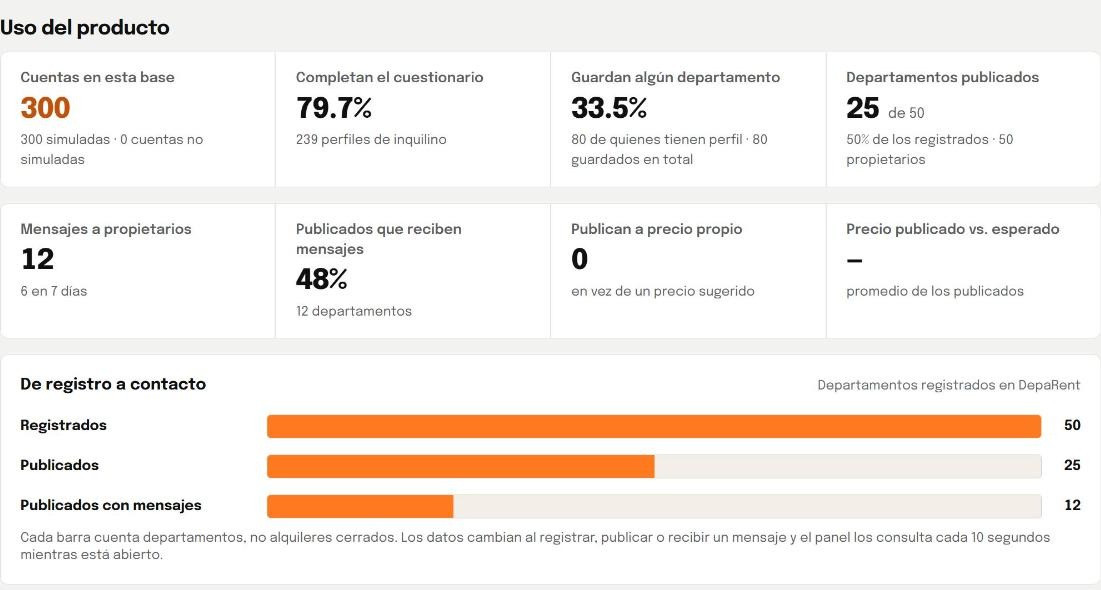 Uso del producto
Cuentas en esta base
300
300 simuladas · 0 cuentas no
simuladas
Completan el cuestionario
79.7%
239 perfiles de inquilino
Guardan algún departamento
33.5%
80 de quienes tienen perfil · 80
guardados en total
Departamentos publicados
25 de 50
50% de los registrados · 50
propietarios
Mensajes a propietarios
12
6 en 7 días
Publicados que reciben
mensajes
48%
12 departamentos
Publican a precio propio
0
en vez de un precio sugerido
Precio publicado vs. esperado
–
promedio de los publicados
De registro a contacto
Departamentos registrados en DepaRent
Registrados 50
Publicados 25
Publicados con mensajes 12
Cada barra cuenta departamentos, no alquileres cerrados. Los datos cambian al registrar, publicar o recibir un mensaje y el panel los consulta cada 10 segundos
mientras está abierto.